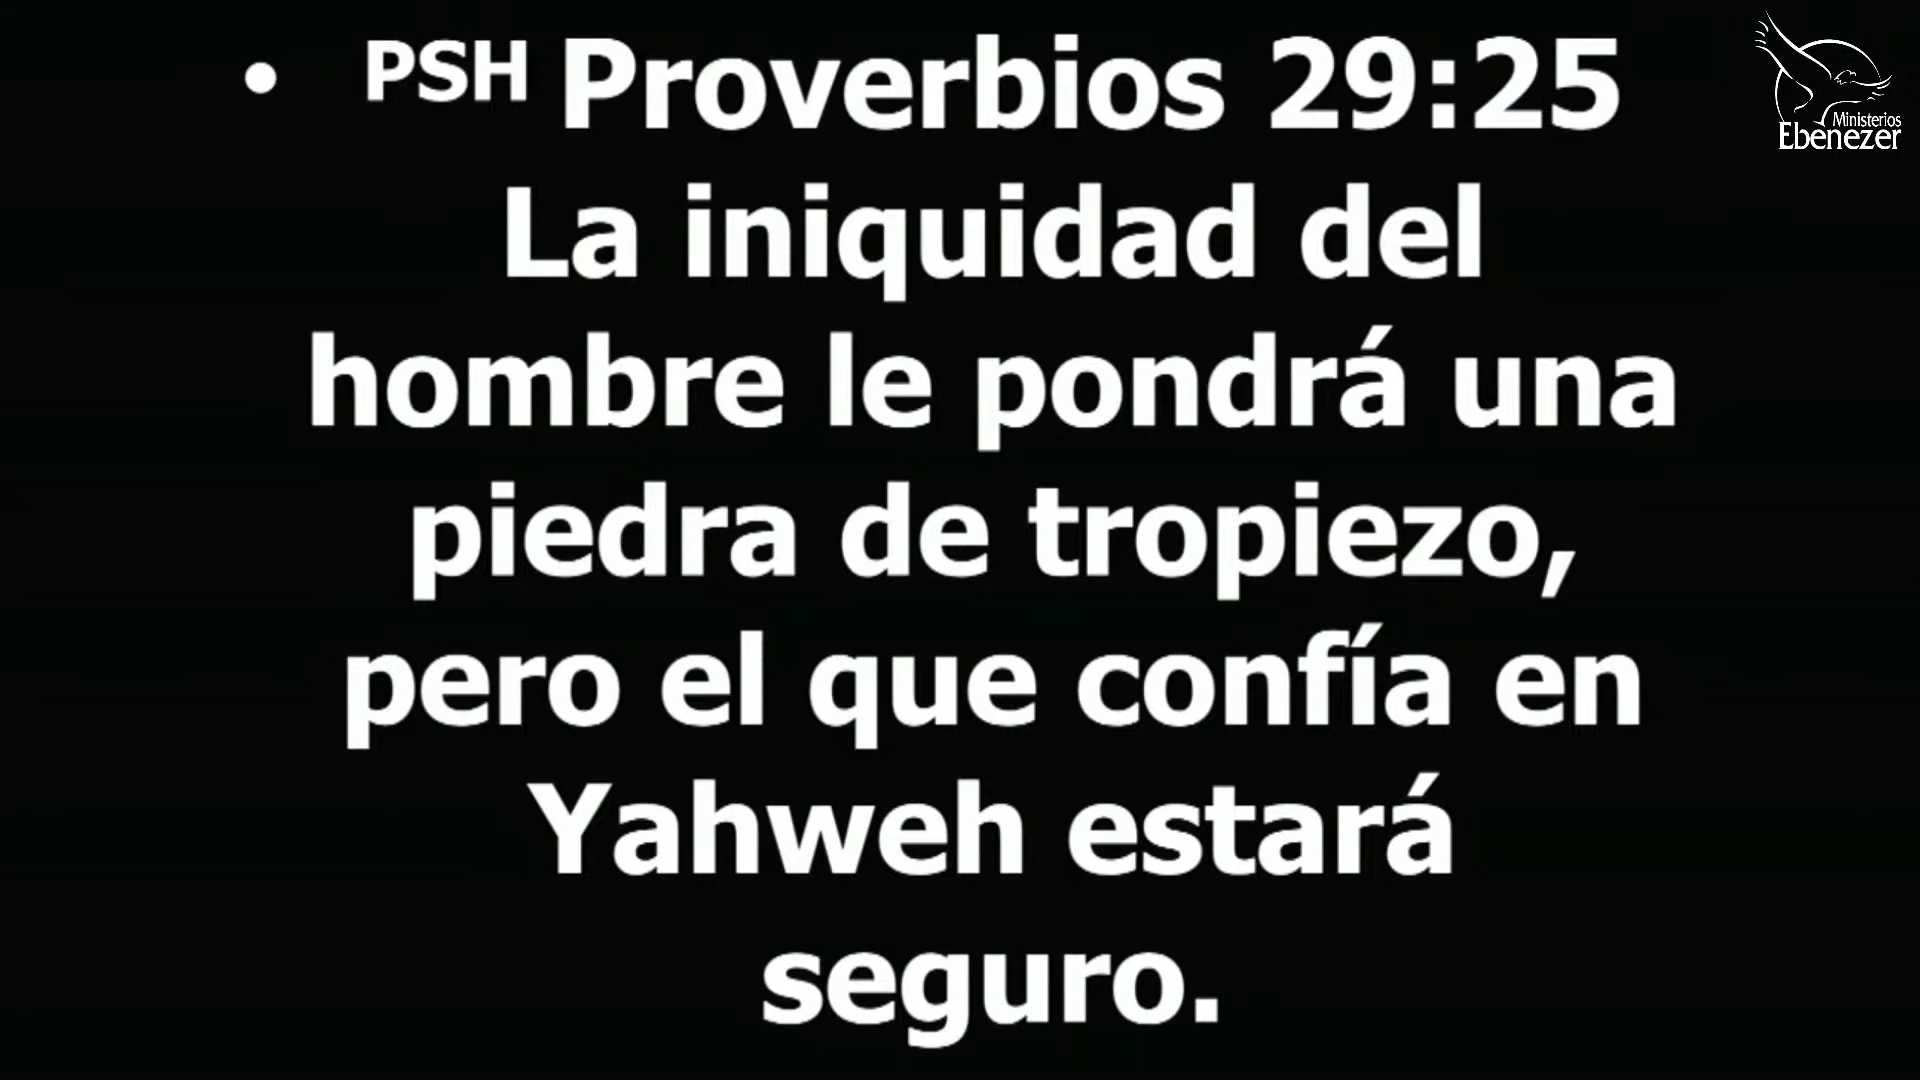 • PSH Proverbios 29:25
La iniquidad del
hombre le pondrá una
piedra de tropiezo,
pero el que confía en
Yahweh estará
seguro.
Ministerios
Ebenezer